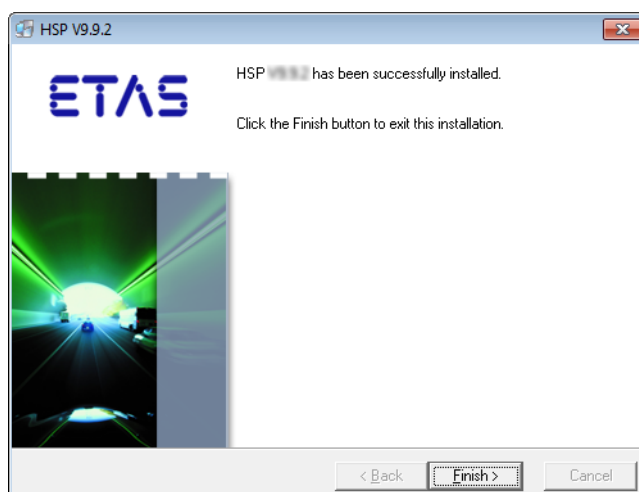 HSP V9.9.2
ETAS
HSP has been successfully installed.
Click the Finish button to exit this installation.
< Back
Finish >
Cancel